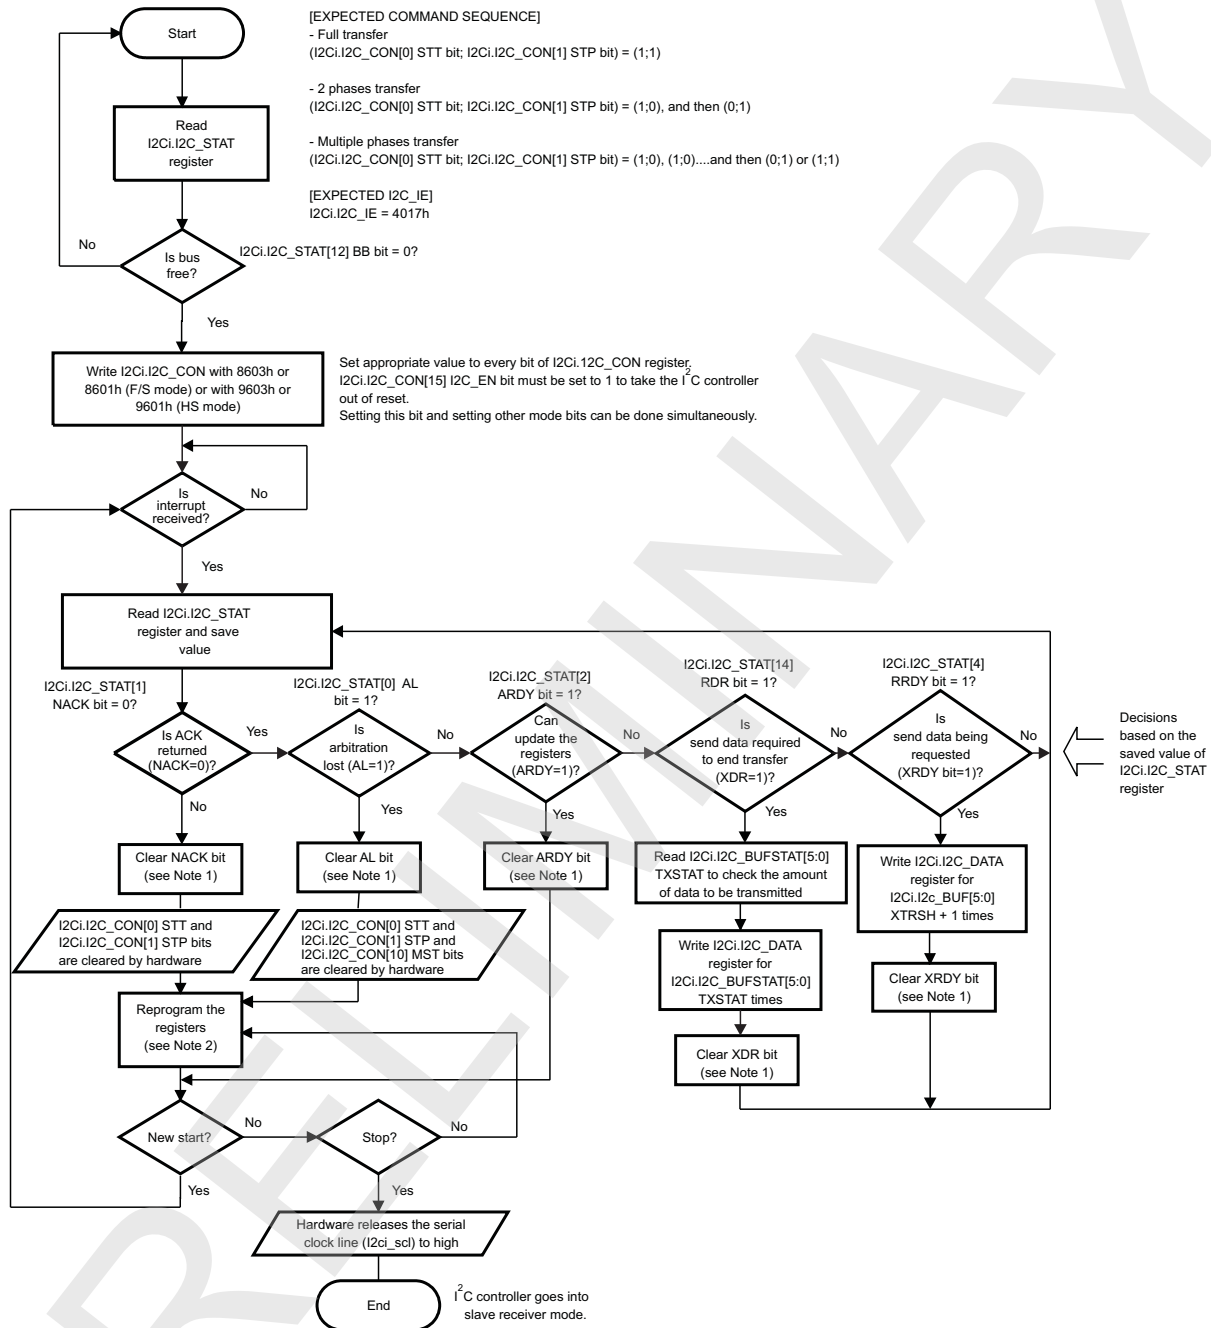 Start
[EXPECTED COMMAND SEQUENCE]
- Full transfer
(I2Ci.I2C_CON[0] STT bit; I2Ci.I2C_CON[1] STP bit) = (1;1)
- 2 phases transfer
(I2Ci.I2C_CON[0] STT bit; I2Ci.I2C_CON[1] STP bit) = (1;0), and then (0;1)
- Multiple phases transfer
(I2Ci.I2C_CON[0] STT bit; I2Ci.I2C_CON[1] STP bit) = (1;0), (1;0)....and then (0;1) or (1;1)
[EXPECTED I2C_IE]
I2Ci.I2C_IE = 4017h
Read
I2Ci.I2C_STAT
register
No
Is bus
free?
I2Ci.I2C_STAT[12] BB bit = 0?
Yes
Write I2Ci.I2C_CON with 8603h or
8601h (F/S mode) or with 9603h or
9601h (HS mode)
Set appropriate value to every bit of I2Ci.12C_CON register.
I2Ci.I2C_CON[15] I2C_EN bit must be set to 1 to take the I2C controller
out of reset.
Setting this bit and setting other mode bits can be done simultaneously.
Is
interrupt
received?
No
Yes
Read I2Ci.I2C_STAT
register and save
value
I2Ci.I2C_STAT[1]
NACK bit = 0?
Is ACK
returned
(NACK=0)?
Yes
No
I2Ci.I2C_STAT[0] AL
bit = 1?
Is
arbitration
lost (AL=1)?
No
Yes
I2Ci.I2C_STAT[2]
ARDY bit = 1?
Can
update the
registers
(ARDY=1)?
No
Yes
I2Ci.I2C_STAT[14]
RDR bit = 1?
Is
send data required
to end transfer
(XDR=1)?
No
Yes
I2Ci.I2C_STAT[4]
RRDY bit = 1?
Is
send data being
requested
(XRDY bit=1)?
No
Yes
Decisions
based on the
saved value of
I2Ci.I2C_STAT
register
Clear NACK bit
(see Note 1)
Clear AL bit
(see Note 1)
Clear ARDY bit
(see Note 1)
Read I2Ci.I2C_BUFSTAT[5:0]
TXSTAT to check the amount
of data to be transmitted
Write I2Ci.I2C_DATA
register for
I2Ci.I2c_BUF[5:0]
XTRSH + 1 times
I2Ci.I2C_CON[0] STT and
I2Ci.I2C_CON[1] STP bits
are cleared by hardware
I2Ci.I2C_CON[0] STT and
I2Ci.I2C_CON[1] STP and
I2Ci.I2C_CON[10] MST bits
are cleared by hardware
Write I2Ci.I2C_DATA
register for
I2Ci.I2C_BUFSTAT[5:0]
TXSTAT times
Clear XRDY bit
(see Note 1)
Reprogram the
registers
(see Note 2)
Clear XDR bit
(see Note 1)
New start?
No
Yes
Stop?
No
Yes
Hardware releases the serial
clock line (I2ci_scl) to high
End
I2C controller goes into
slave receiver mode.
RELIMINARY